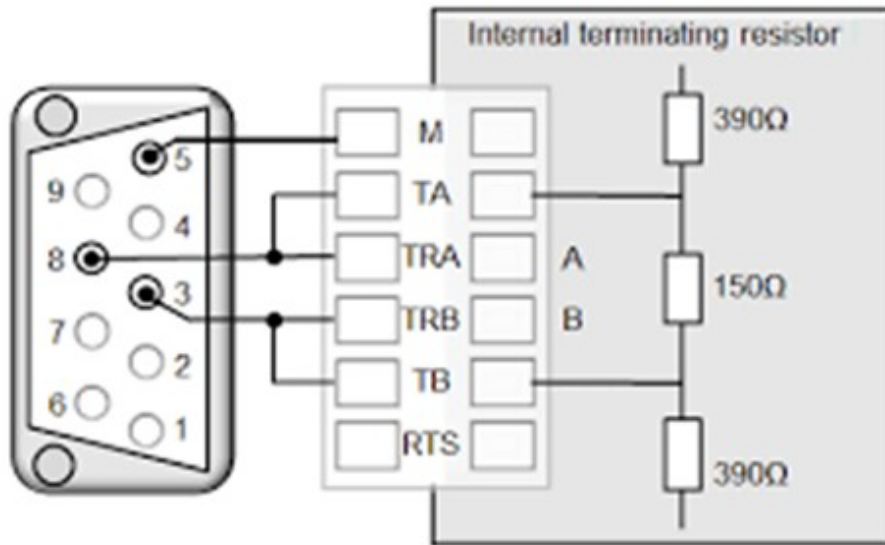 Internal terminating resistor
390Ω
5
M
9
TA
4
8
TRA
A
3
150Ω
TRB
B
7
2
TB
6
1
RTS
390Ω